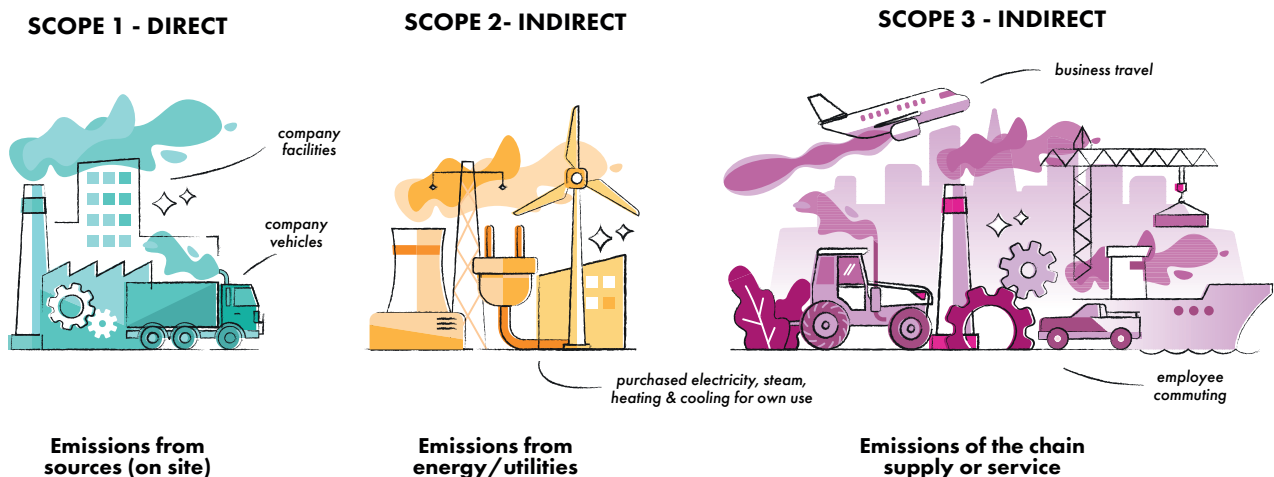 SCOPE 1 - DIRECT
company
facilities
company
vehicles
Emissions from
sources (on site)
SCOPE 2- INDIRECT
purchased electricity, steam,
heating & cooling for own use
Emissions from
energy/utilities
SCOPE 3 - INDIRECT
business travel
employee
commuting
Emissions of the chain
supply or service